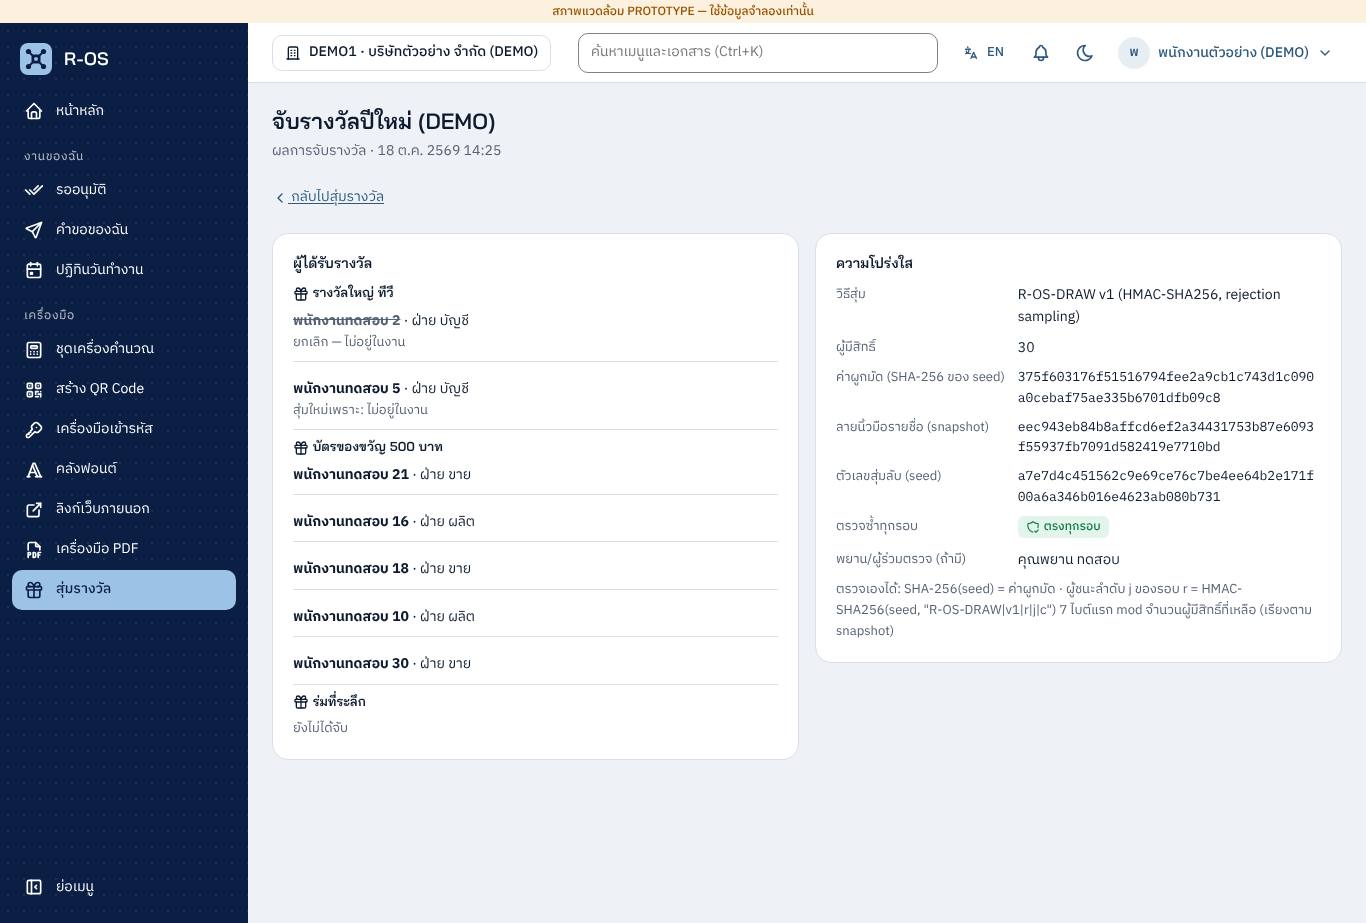 สภาพแวดล้อม PROTOTYPE — ใช้ข้อมูลจำลองเท่านั้น
R-OS
หน้าหลัก
งานของฉัน
รออนุมัติ
คำขอของฉัน
ปฏิทินวันทำงาน
เครื่องมือ
ชุดเครื่องคำนวณ
สร้าง QR Code
เครื่องมือเข้ารหัส
คลังฟอนต์
ลิงก์เว็บภายนอก
เครื่องมือ PDF
สุ่มรางวัล
ย่อเมนู
DEMO1 · บริษัทตัวอย่าง จำกัด (DEMO)
ค้นหาเมนูและเอกสาร (Ctrl+K)
EN
พ
พนักงานตัวอย่าง (DEMO)
จับรางวัลปีใหม่ (DEMO)
ผลการจับรางวัล · 18 ต.ค. 2569 14:25
กลับไปสุ่มรางวัล
ผู้ได้รับรางวัล
รางวัลใหญ่ ทีวี
พนักงานทดสอบ 2 · ฝ่าย บัญชี
ยกเลิก — ไม่อยู่ในงาน
พนักงานทดสอบ 5 · ฝ่าย บัญชี
สุ่มใหม่เพราะ: ไม่อยู่ในงาน
บัตรของขวัญ 500 บาท
พนักงานทดสอบ 21 · ฝ่าย ขาย
พนักงานทดสอบ 16 · ฝ่าย ผลิต
พนักงานทดสอบ 18 · ฝ่าย ขาย
พนักงานทดสอบ 10 · ฝ่าย ผลิต
พนักงานทดสอบ 30 · ฝ่าย ขาย
ร่มที่ระลึก
ยังไม่ได้จับ
ความโปร่งใส
วิธีสุ่ม R-OS-DRAW v1 (HMAC-SHA256, rejection
sampling)
ผู้มีสิทธิ์ 30
ค่าผูกมัด (SHA-256 ของ seed) 375f603176f51516794fee2a9cb1c743d1c090
a0cebaf75ae335b6701dfb09c8
ลายนิ้วมือรายชื่อ (snapshot) eec943eb84b8affcd6ef2a34431753b87e6093
f55937fb7091d582419e7710bd
ตัวเลขสุ่มลับ (seed) a7e7d4c451562c9e69ce76c7be4ee64b2e171f
00a6a346b016e4623ab080b731
ตรวจซ้ำทุกรอบ ตรงทุกรอบ
พยาน/ผู้ร่วมตรวจ (ถ้ามี) คุณพยาน ทดสอบ
ตรวจเองได้: SHA-256(seed) = ค่าผูกมัด · ผู้ชนะลำดับ j ของรอบ r = HMAC-
SHA256(seed, "R-OS-DRAW|v1|r|j|c") 7 ไบต์แรก mod จำนวนผู้มีสิทธิ์ที่เหลือ (เรียงตาม
snapshot)